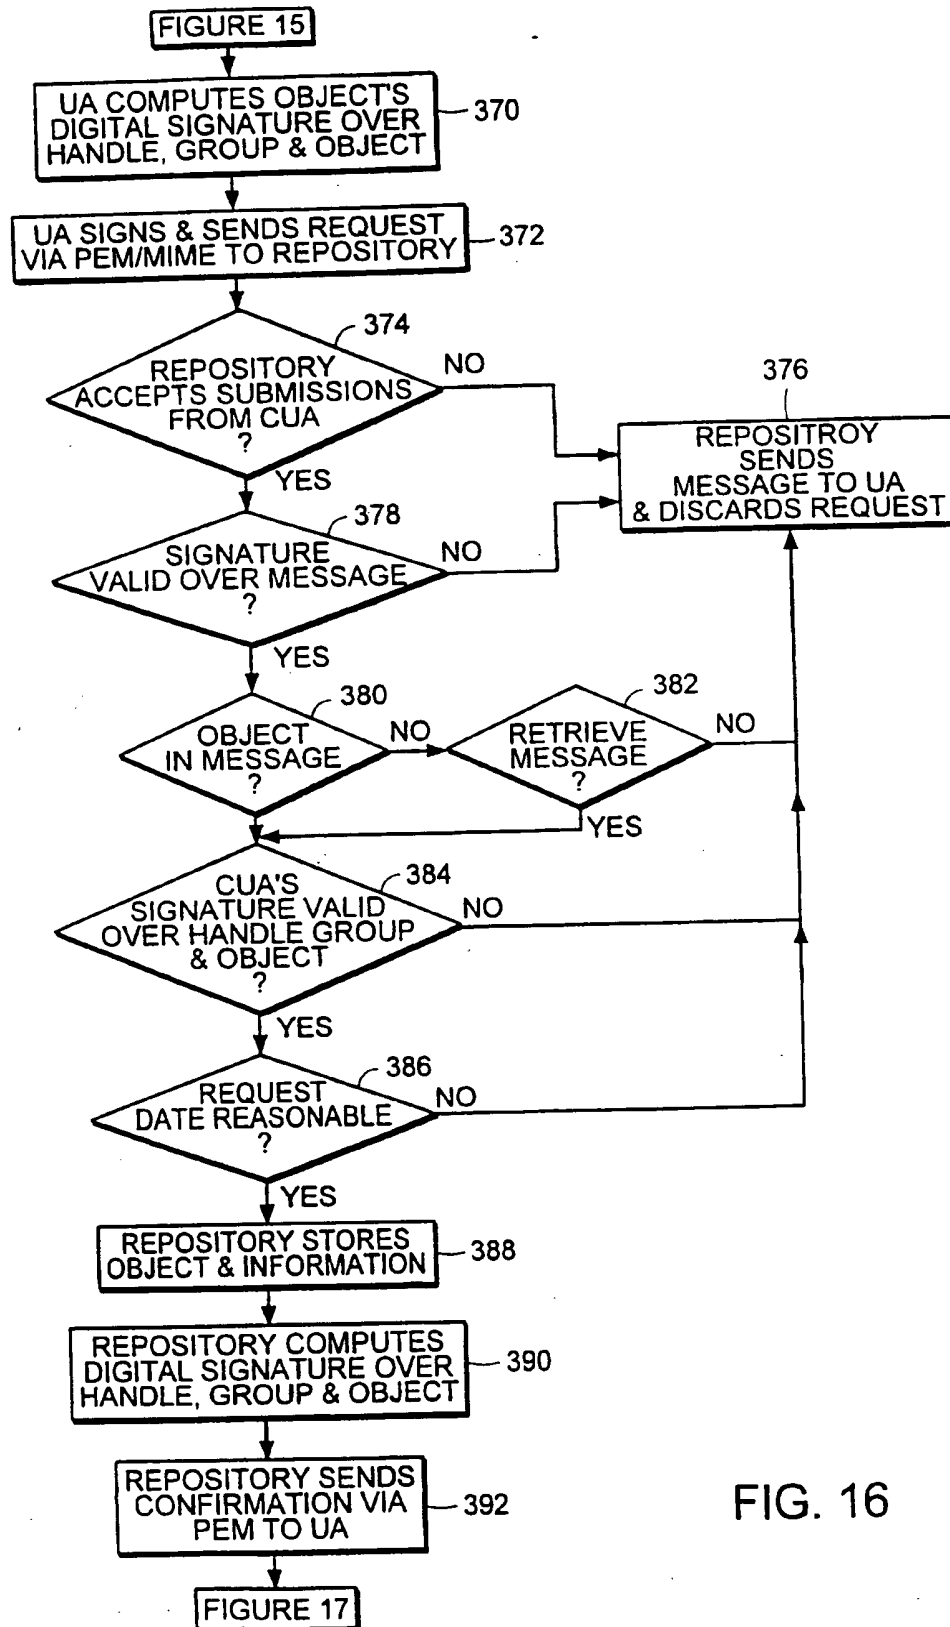 FIGURE 15
UA COMPUTES OBJECT'S
DIGITAL SIGNATURE OVER
HANDLE, GROUP & OBJECT
370
UA SIGNS & SENDS REQUEST
VIA PEM/MIME TO REPOSITORY
372
374
REPOSITORY
ACCEPTS SUBMISSIONS
FROM CUA
?
NO
YES
376
REPOSITROY
SENDS
MESSAGE TO UA
& DISCARDS REQUEST
378
SIGNATURE
VALID OVER MESSAGE
?
NO
YES
380
OBJECT
IN MESSAGE
?
NO
382
RETRIEVE
MESSAGE
?
NO
YES
384
CUA'S
SIGNATURE VALID
OVER HANDLE GROUP
& OBJECT
?
NO
YES
386
REQUEST
DATE REASONABLE
?
NO
YES
REPOSITORY STORES
OBJECT & INFORMATION
388
REPOSITORY COMPUTES
DIGITAL SIGNATURE OVER
HANDLE, GROUP & OBJECT
390
REPOSITORY SENDS
CONFIRMATION VIA
PEM TO UA
392
FIGURE 17
FIG. 16